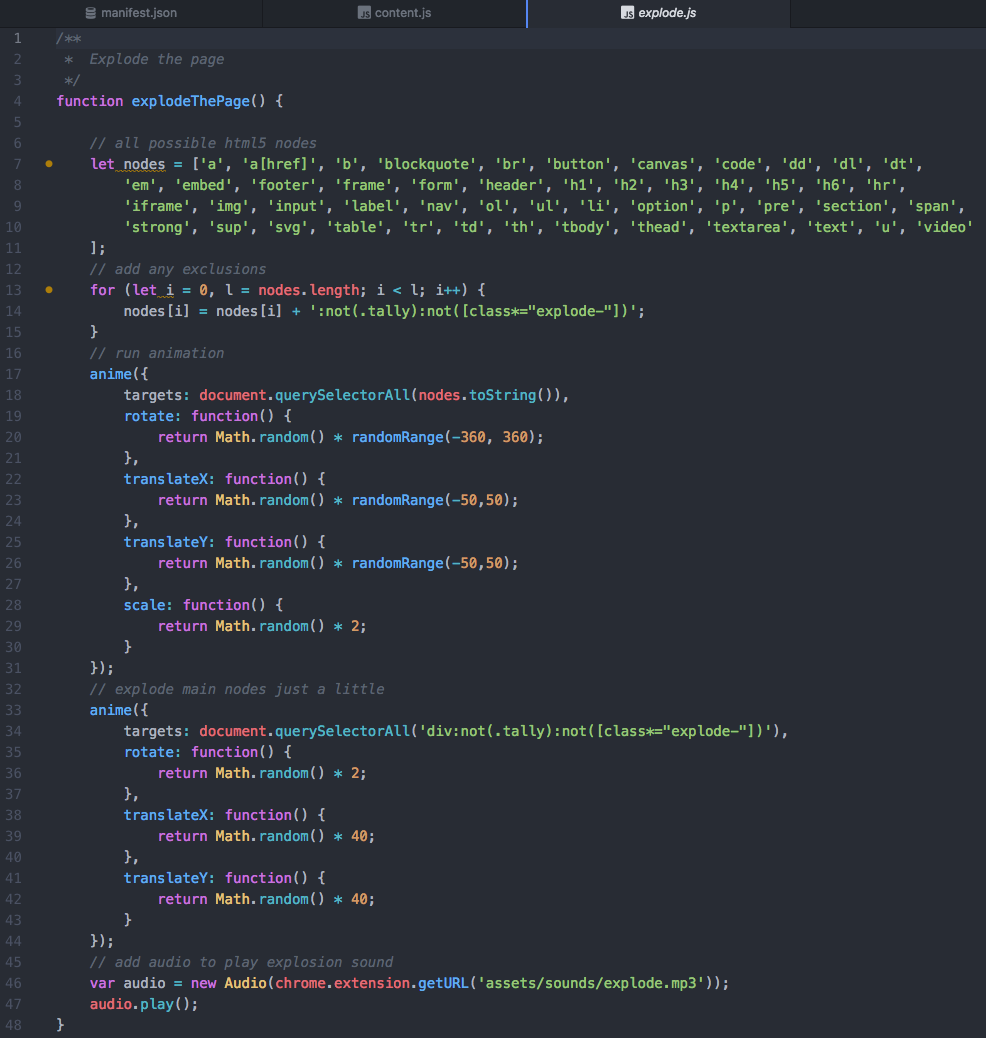 manifest.json
content.js
explode.js
1 /**
2  *  Explode the page
3  */
4 function explodeThePage() {
5
6     // all possible html5 nodes
7     let nodes = ['a', 'a[href]', 'b', 'blockquote', 'br', 'button', 'canvas', 'code', 'dd', 'dl', 'dt',
8         'em', 'embed', 'footer', 'frame', 'form', 'header', 'h1', 'h2', 'h3', 'h4', 'h5', 'h6', 'hr',
9         'iframe', 'img', 'input', 'label', 'nav', 'ol', 'ul', 'li', 'option', 'p', 'pre', 'section', 'span',
10         'strong', 'sup', 'svg', 'table', 'tr', 'td', 'th', 'tbody', 'thead', 'textarea', 'text', 'u', 'video'
11     ];
12     // add any exclusions
13     for (let i = 0, l = nodes.length; i < l; i++) {
14         nodes[i] = nodes[i] + ':not(.tally):not([class*="explode-"])';
15     }
16     // run animation
17     anime({
18         targets: document.querySelectorAll(nodes.toString()),
19         rotate: function() {
20             return Math.random() * randomRange(-360, 360);
21         },
22         translateX: function() {
23             return Math.random() * randomRange(-50,50);
24         },
25         translateY: function() {
26             return Math.random() * randomRange(-50,50);
27         },
28         scale: function() {
29             return Math.random() * 2;
30         }
31     });
32     // explode main nodes just a little
33     anime({
34         targets: document.querySelectorAll('div:not(.tally):not([class*="explode-"])'),
35         rotate: function() {
36             return Math.random() * 2;
37         },
38         translateX: function() {
39             return Math.random() * 40;
40         },
41         translateY: function() {
42             return Math.random() * 40;
43         }
44     });
45     // add audio to play explosion sound
46     var audio = new Audio(chrome.extension.getURL('assets/sounds/explode.mp3'));
47     audio.play();
48 }